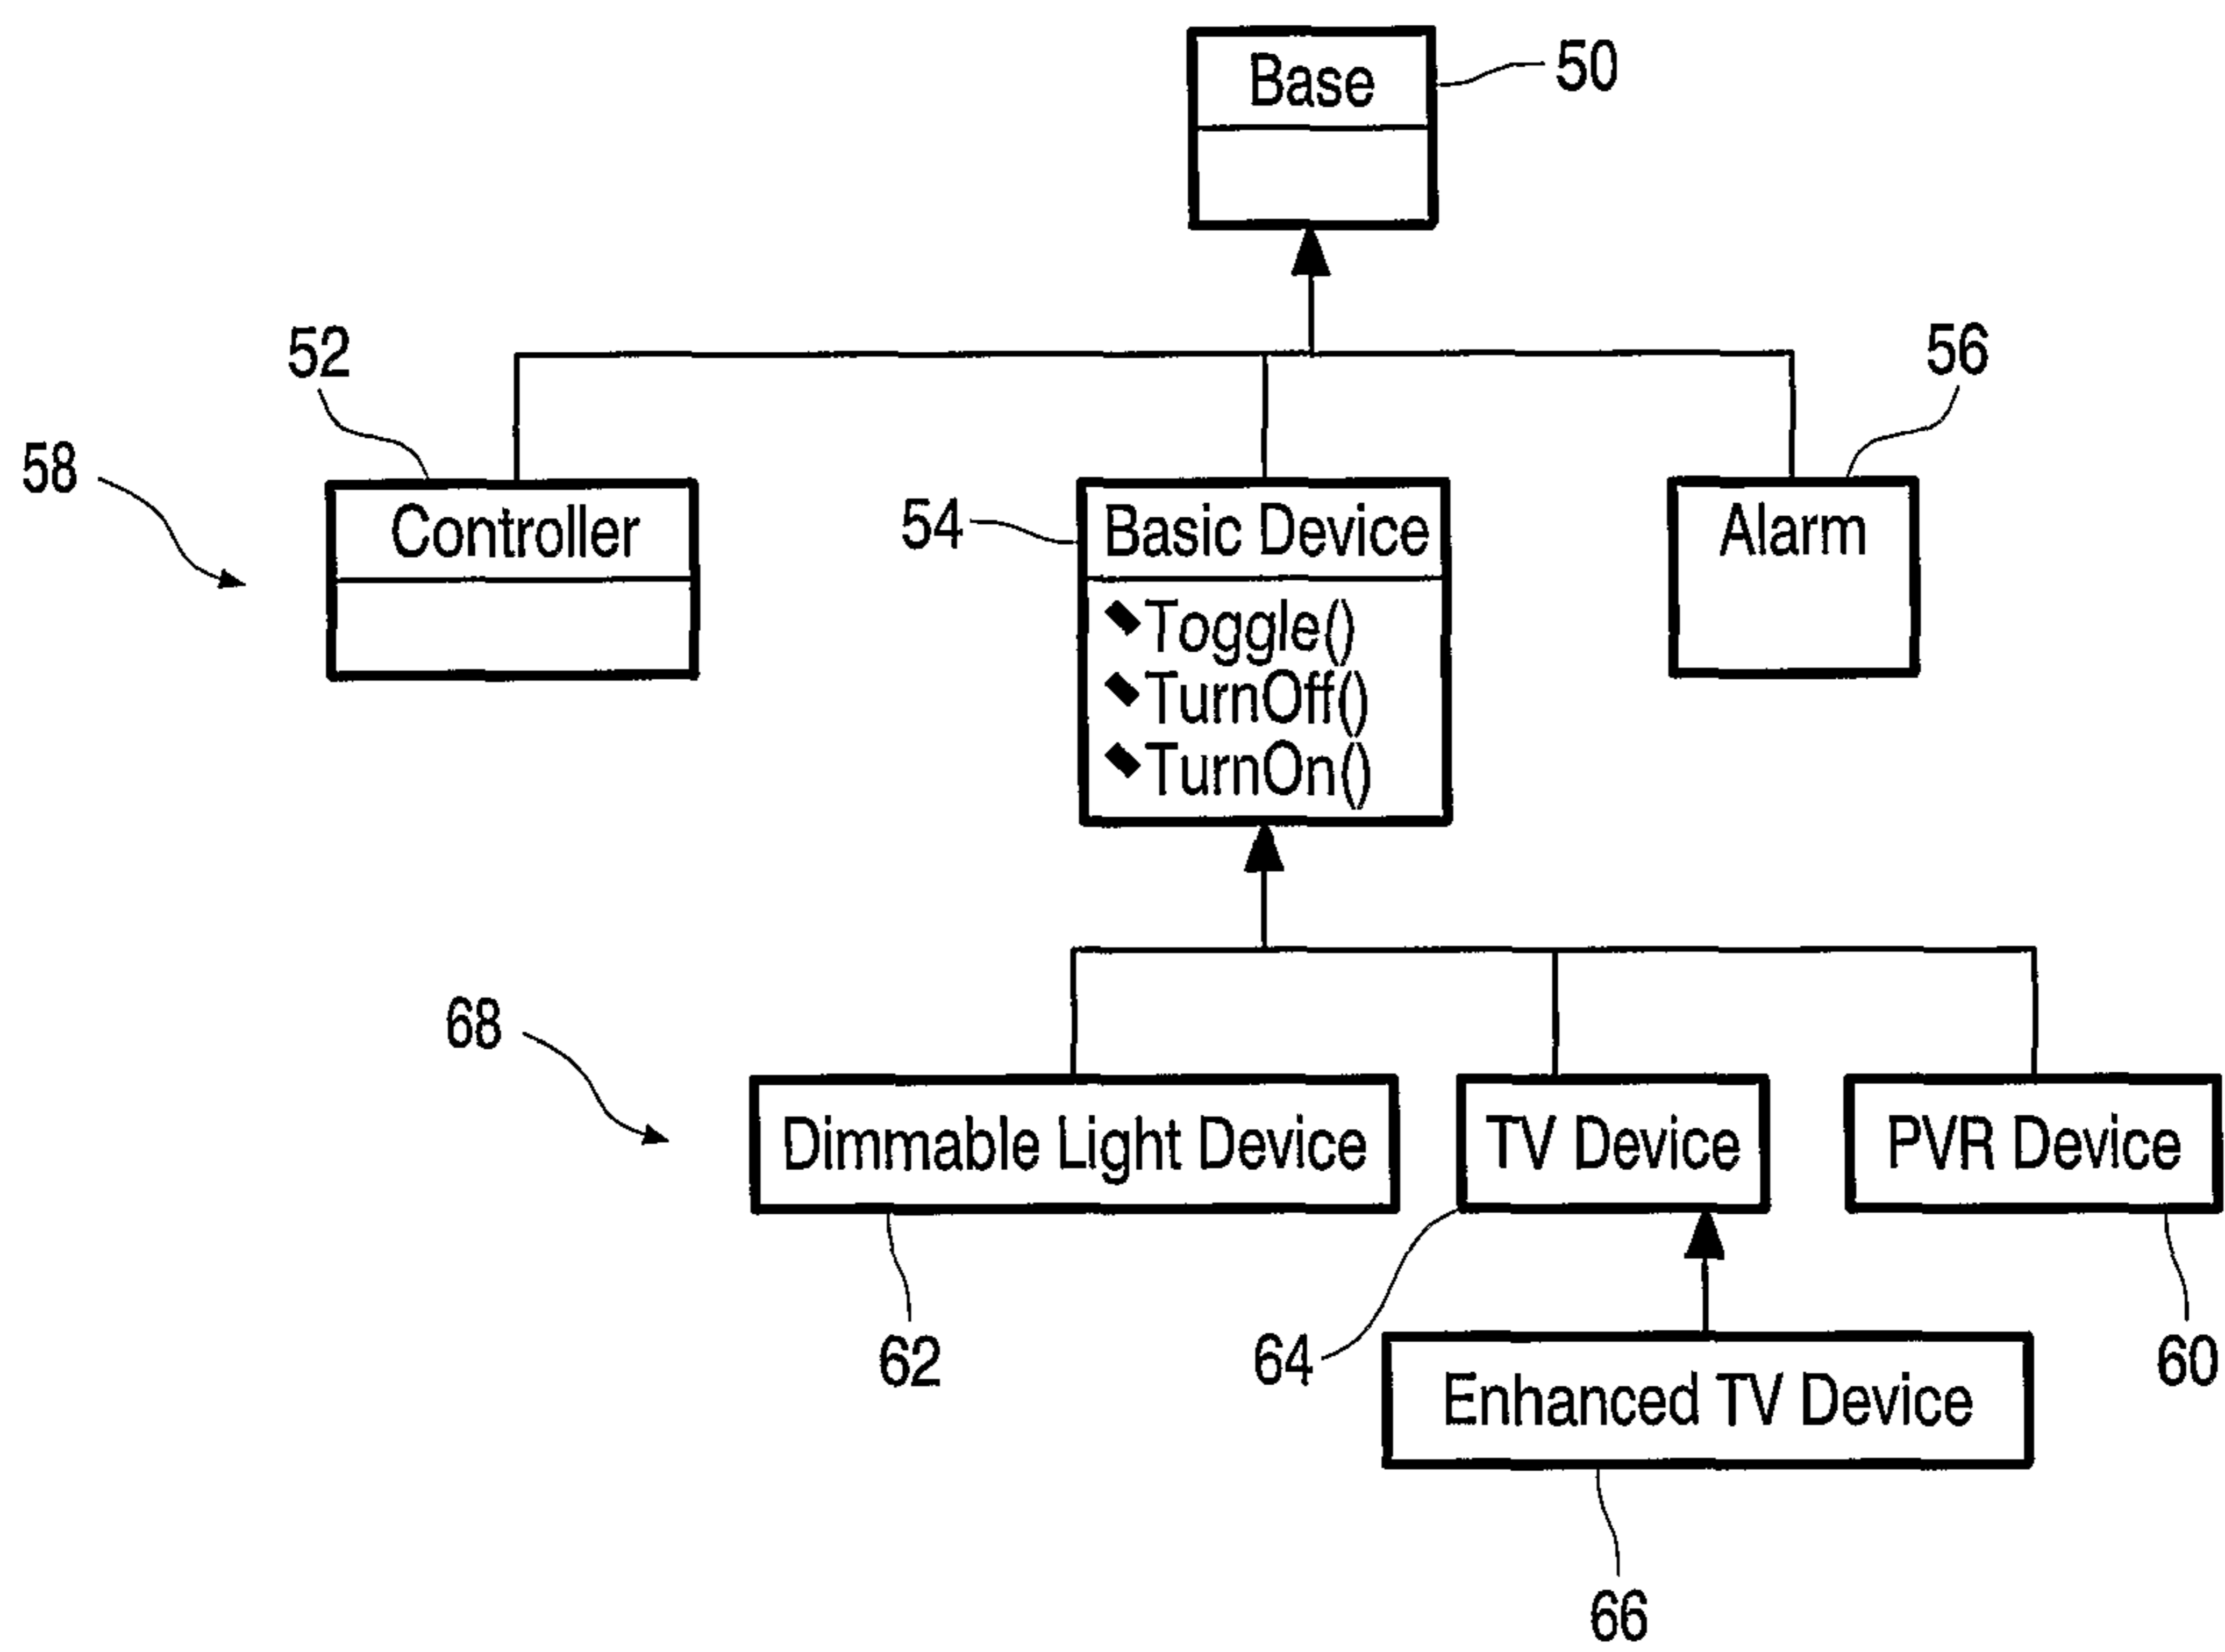 Base
50
52
56
58
Controller
54
Basic Device
Alarm
Toggle()
TurnOff()
TurnOn()
68
Dimmable Light Device
TV Device
PVR Device
62
64
60
Enhanced TV Device
66